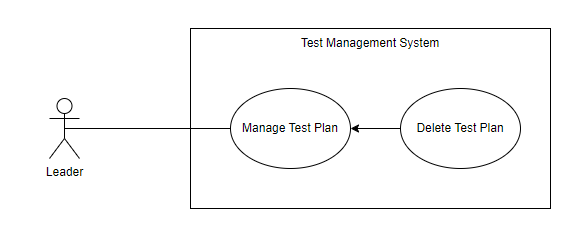 Test Management System
Manage Test Plan
Delete Test Plan
Leader